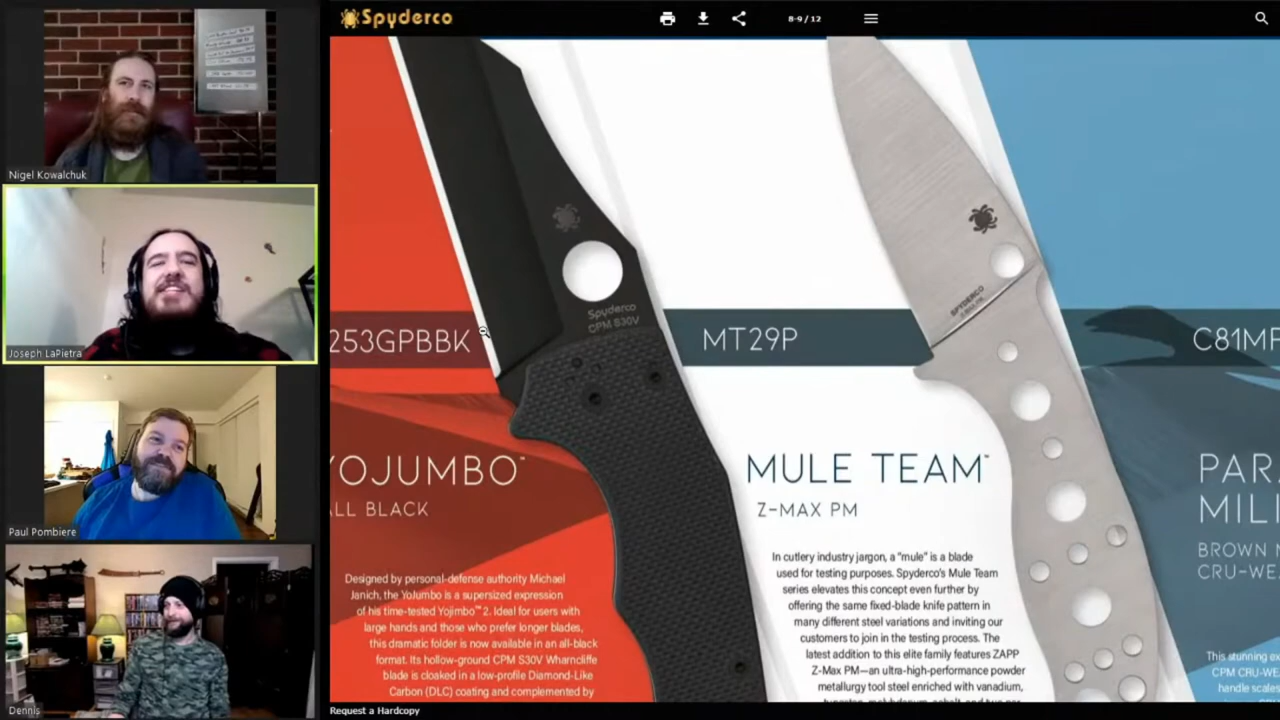 Spyderco
8-9 / 12
Nigel Kowalchuk
Joseph LaPietra
Paul Pombiere
Dennis
253GPBBK
YOJUMBO™
ALL BLACK
Designed by personal-defense authority Michael
Janich, the YoJumbo is a supersized expression
of his time-tested Yojimbo™ 2. Ideal for users with
large hands and those who prefer longer blades,
this dramatic folder is now available in an all-black
format. Its hollow-ground CPM S30V Wharncliffe
blade is cloaked in a low-profile Diamond-Like
Carbon (DLC) coating and complemented by
Spyderco
CPM S30V
MT29P
MULE TEAM™
Z-MAX PM
In cutlery industry jargon, a “mule” is a blade
used for testing purposes. Spyderco's Mule Team
series elevates this concept even further by
offering the same fixed-blade knife pattern in
many different steel variations and inviting our
customers to join in the testing process. The
latest addition to this elite family features ZAPP
Z-Max PM—an ultra-high-performance powder
metallurgy tool steel enriched with vanadium,
SPYDERCO
C81MP
PAR
MILI
BROWN
CRU-WE
This stunning ex
CPM CRU-WE
handle scales
Request a Hardcopy